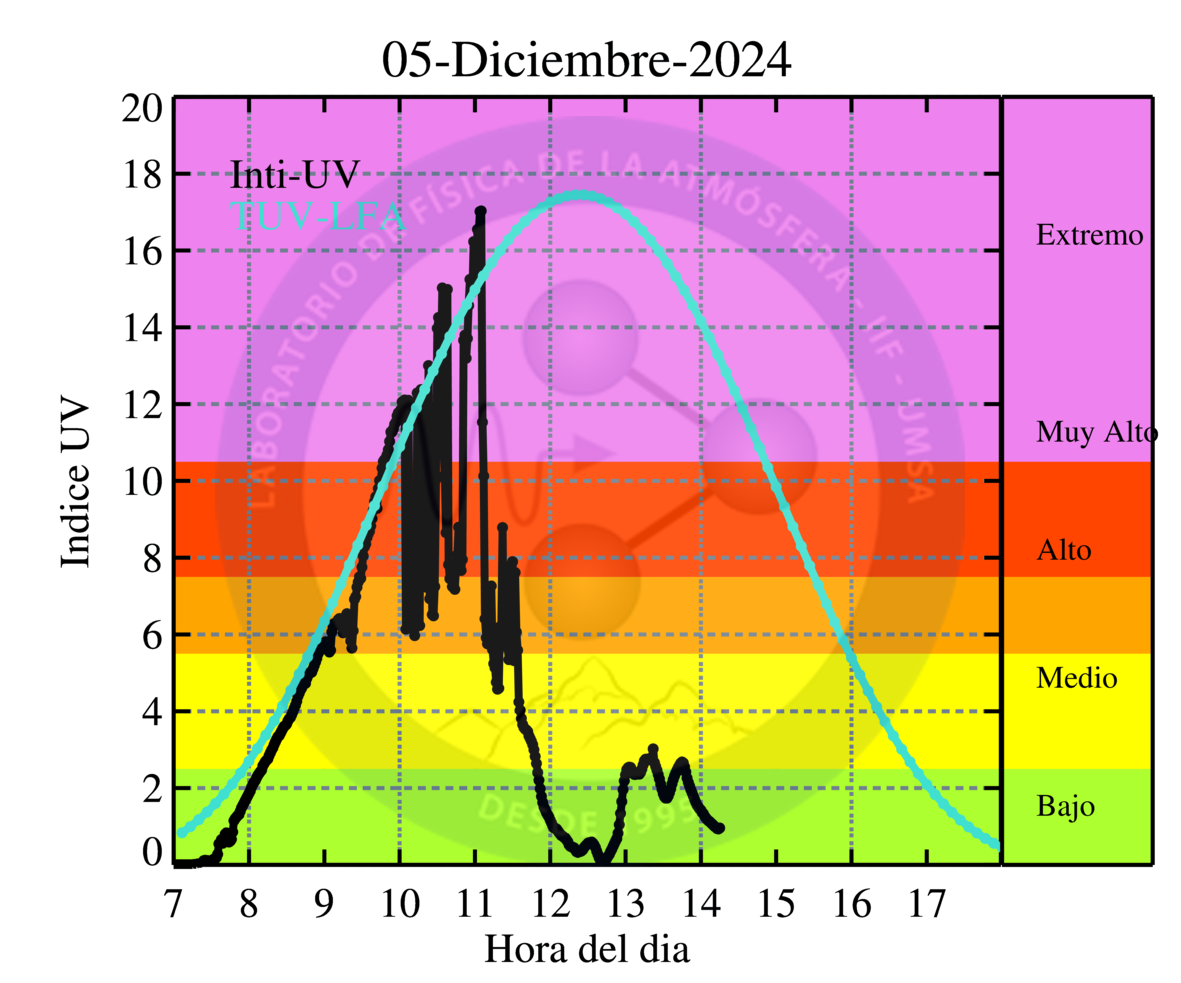 05-Diciembre-2024
20
18
16
14
12
10
8
6
4
2
0
Indice UV
Inti-UV
TUV-LFA
LABORATORIO DE FÍSICA DE LA ATMÓSFERA - IIF - UMSA
DESDE 1995
Extremo
Muy Alto
Alto
Medio
Bajo
7 8 9 10 11 12 13 14 15 16 17
Hora del dia